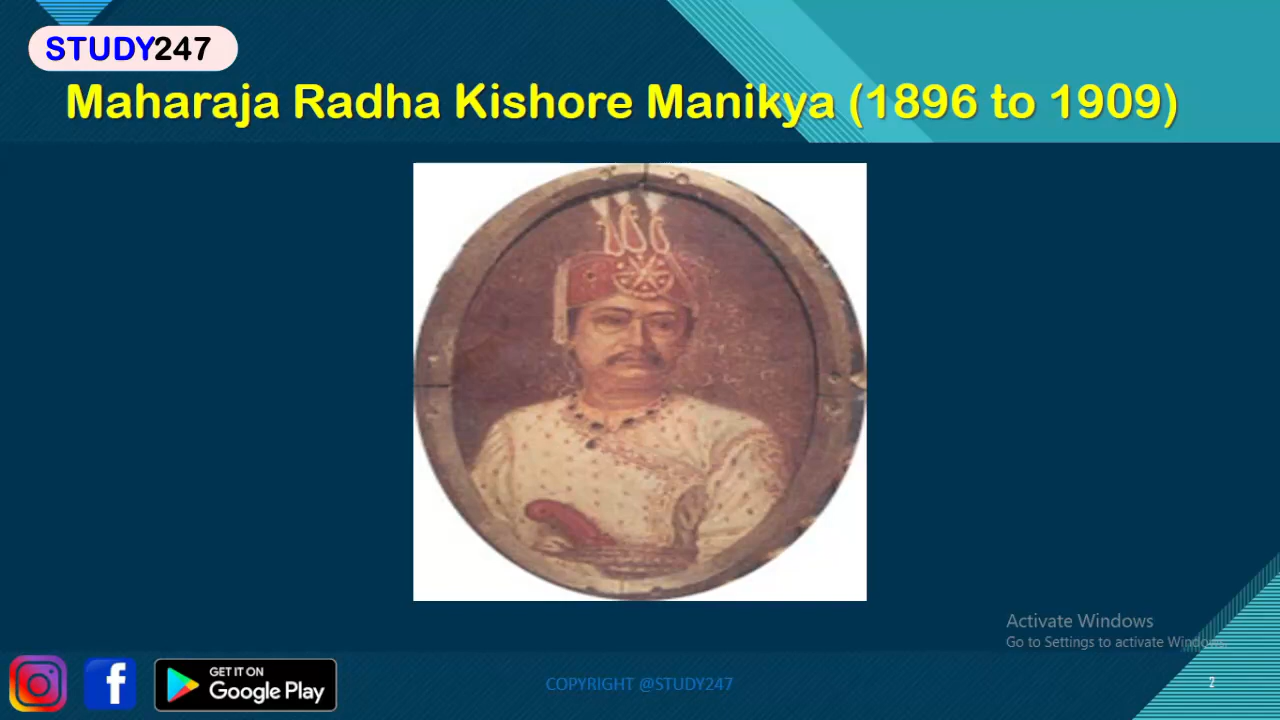 STUDY247
Maharaja Radha Kishore Manikya (1896 to 1909)
Activate Windows
Go to Settings to activate Windows.
GET IT ON
Google Play
COPYRIGHT @STUDY247
2